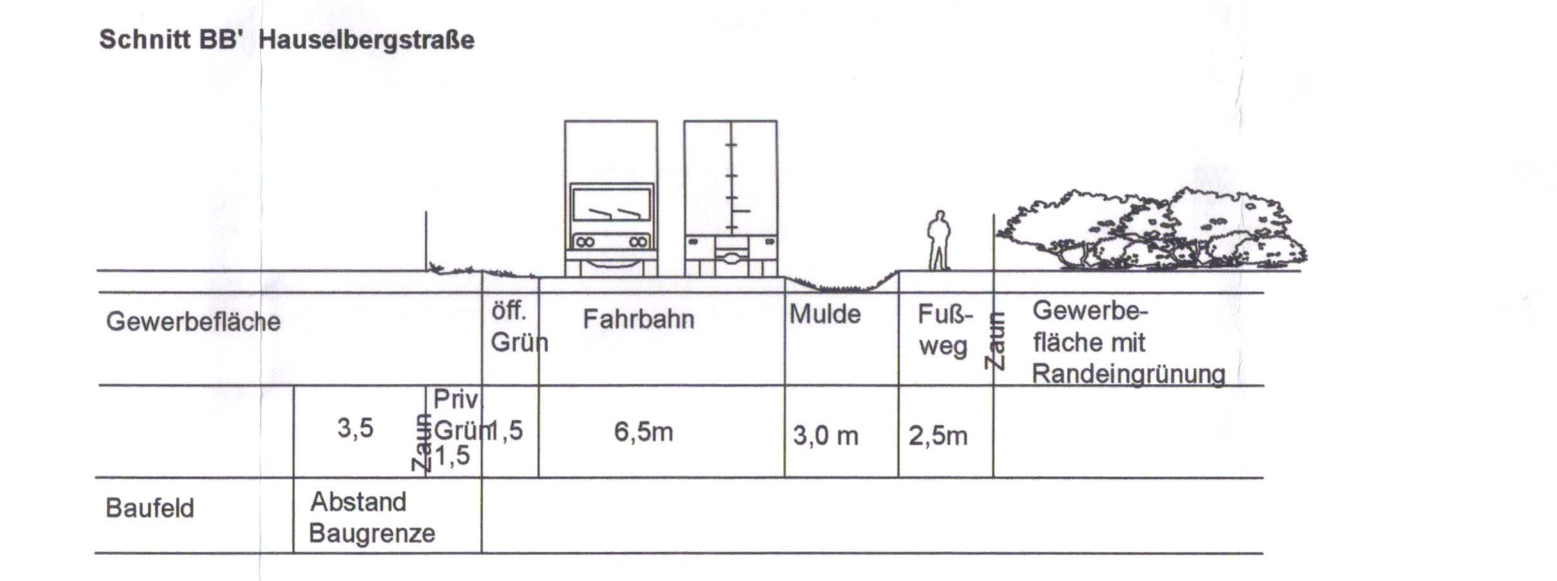 Schnitt BB' Hauselbergstraße
Gewerbefläche
öff.
Grün
Fahrbahn
Mulde
Fuß-
weg
Zaun
Gewerbe-
fläche mit
Randeingrünung
3,5
Zaun
Priv
Grün
1,5
1,5
6,5m
3,0 m
2,5m
Baufeld
Abstand
Baugrenze